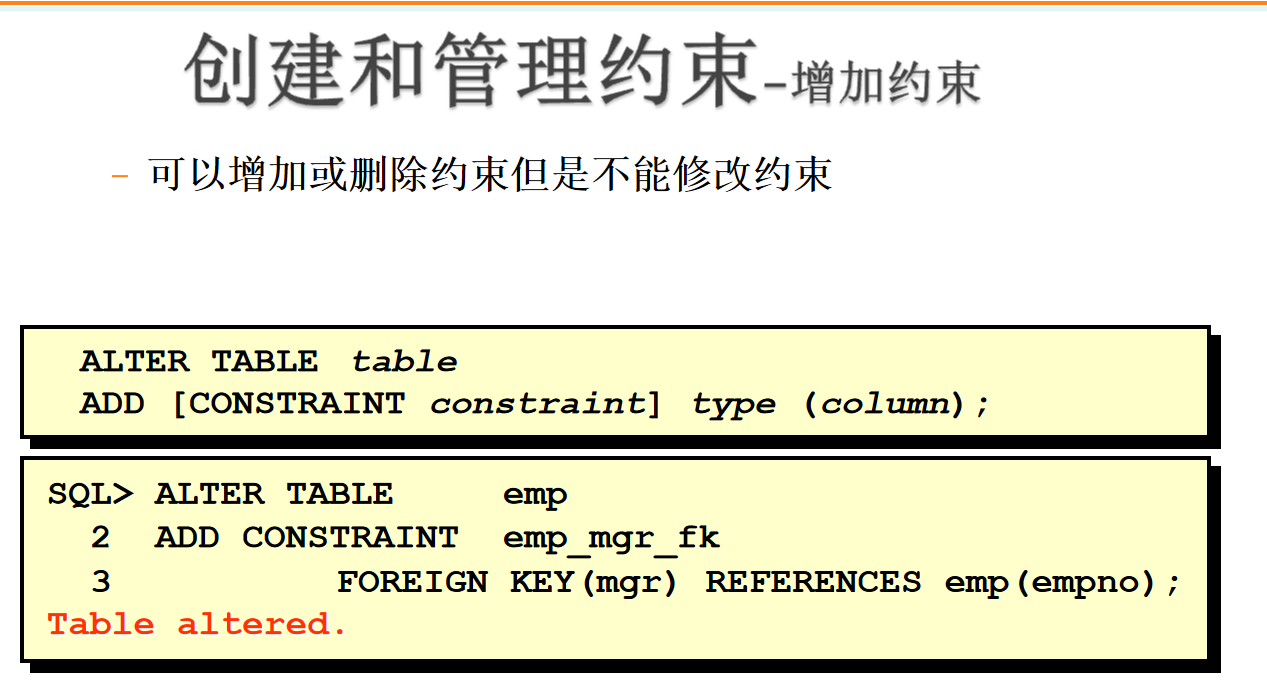 创建和管理约束-增加约束
– 可以增加或删除约束但是不能修改约束
ALTER TABLE table
ADD [CONSTRAINT constraint] type (column);
SQL> ALTER TABLE emp
2 ADD CONSTRAINT emp_mgr_fk
3 FOREIGN KEY(mgr) REFERENCES emp(empno);
Table altered.